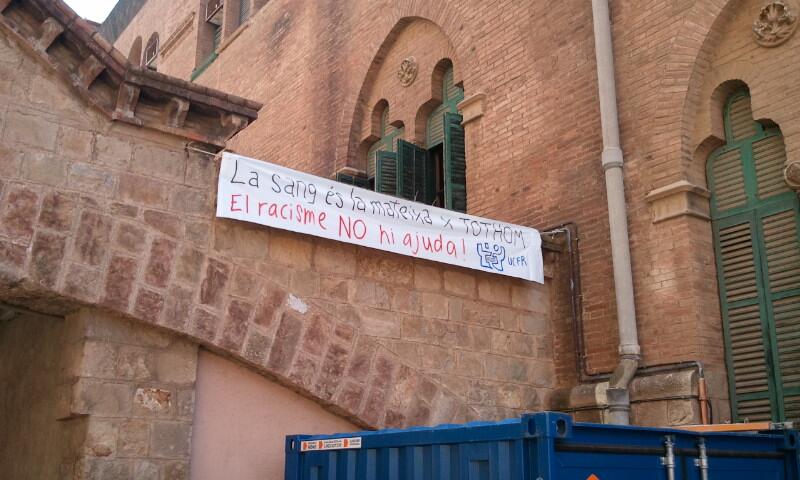 La sang és la mateixa x TOTHOM
El racisme NO hi ajuda!
UCFR